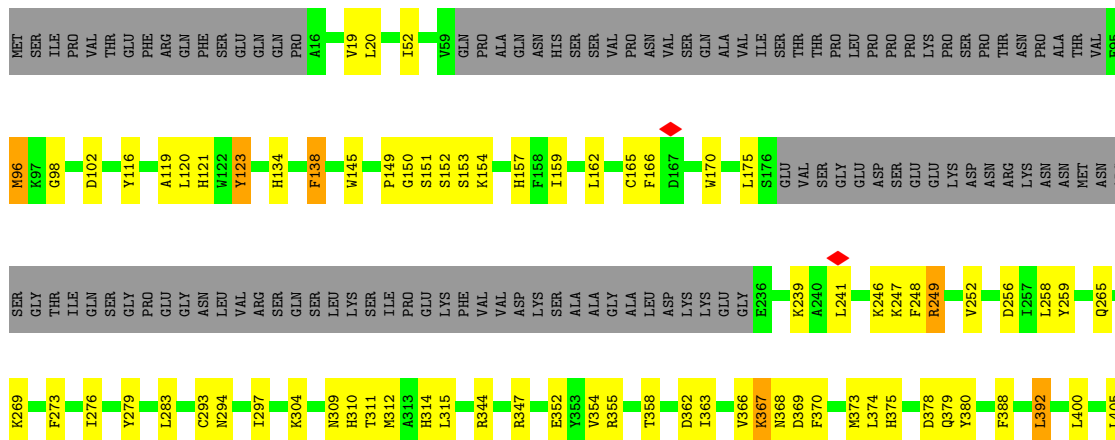 MET SER ILE PRO VAL THR GLU PHE ARG GLN PHE SER GLU GLN GLN PRO A16 V19 L20 I52 V59 GLN PRO ALA GLN ASN HIS SER SER VAL PRO ASN VAL SER GLN ALA VAL ILE SER THR THR PRO LEU PRO PRO PRO LYS PRO SER PRO THR ASN PRO ALA THR VAL E95
M96 K97 G98 D102 Y116 A119 L120 H121 W122 Y123 H134 F138 W145 P149 G150 S151 S152 S153 K154 H157 F158 I159 L162 C165 F166 D167 W170 L175 S176 GLU VAL SER GLY GLU ASP SER GLU GLU LYS ASP ASN ARG LYS ASN ASN MET ASN
SER GLY THR ILE GLN SER GLY PRO GLU GLY ASN LEU VAL ARG SER GLN SER LEU LYS SER ILE PRO GLU LYS PHE VAL VAL ASP LYS SER ALA ALA GLY ALA LEU ASP LYS LYS GLU GLY E236 K239 A240 L241 K246 K247 F248 R249 V252 D256 I257 L258 Y259 Q265
K269 F273 I276 Y279 L283 C293 N294 I297 K304 N309 H310 T311 M312 A313 H314 L315 R344 R347 E352 Y353 V354 R355 T358 D362 I363 V366 K367 N368 D369 F370 M373 L374 H375 D378 Q379 Y380 F388 L392 L400